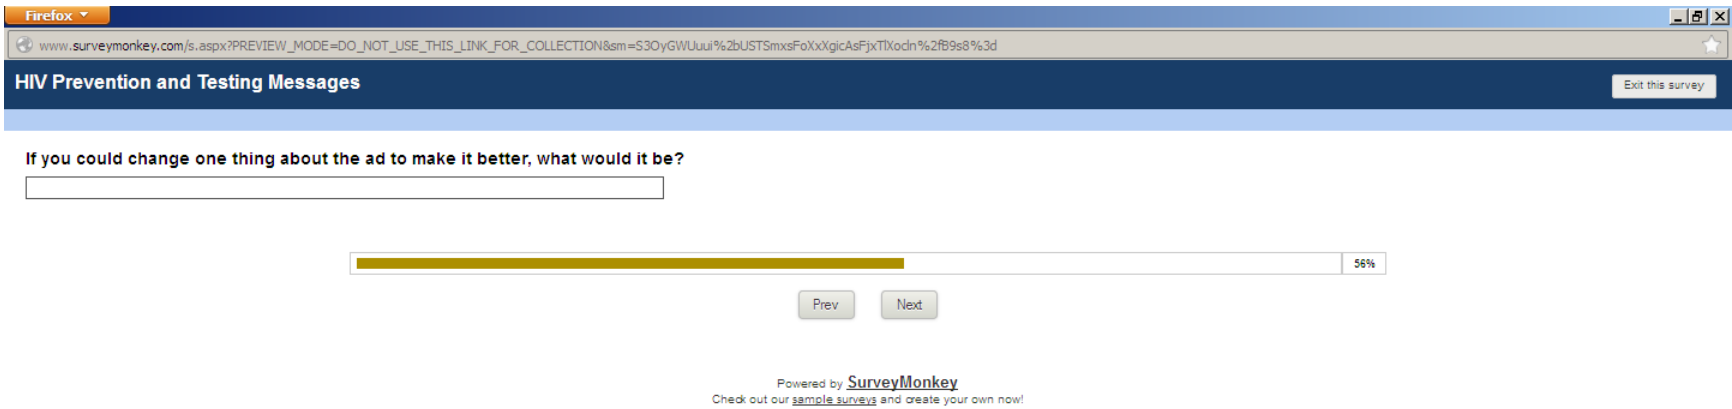 Firefox
www.surveymonkey.com/s.aspx?PREVIEW_MODE=DO_NOT_USE_THIS_LINK_FOR_COLLECTION&sm=S3OyGWUuui%2bUSTSmxsFoXxXgicAsFjxTlXocln%2fB9s8%3d
HIV Prevention and Testing Messages
Exit this survey
If you could change one thing about the ad to make it better, what would it be?
56%
Prev Next
Powered by SurveyMonkey
Check out our sample surveys and create your own now!